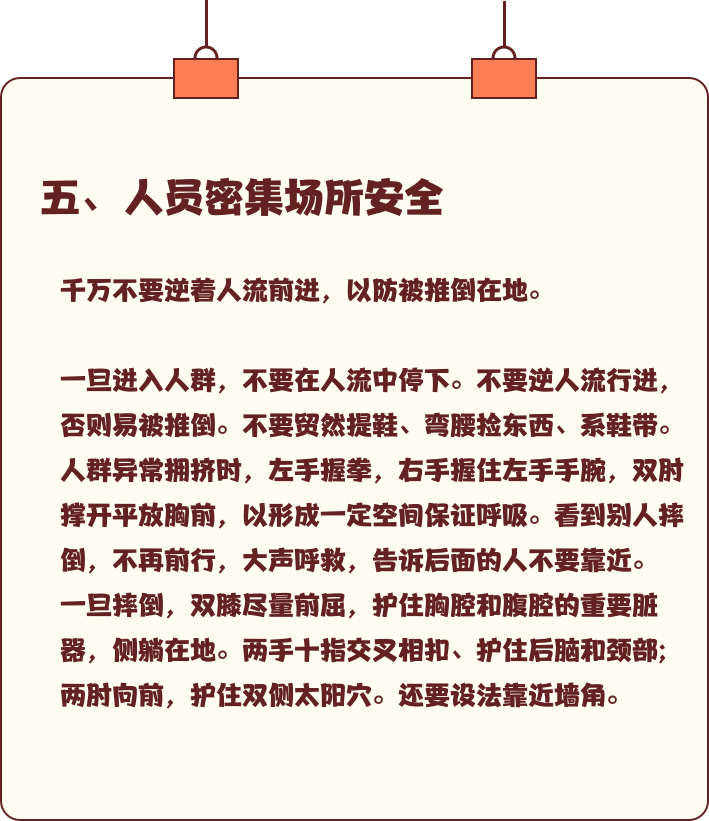 五、人员密集场所安全
千万不要逆着人流前进，以防被推倒在地。
一旦进入人群，不要在人流中停下。不要逆人流行进，
否则易被推倒。不要贸然提鞋、弯腰捡东西、系鞋带。
人群异常拥挤时，左手握拳，右手握住左手手腕，双肘
撑开平放胸前，以形成一定空间保证呼吸。看到别人摔
倒，不再前行，大声呼救，告诉后面的人不要靠近。
一旦摔倒，双膝尽量前屈，护住胸腔和腹腔的重要脏
器，侧躺在地。两手十指交叉相扣、护住后脑和颈部；
两肘向前，护住双侧太阳穴。还要设法靠近墙角。